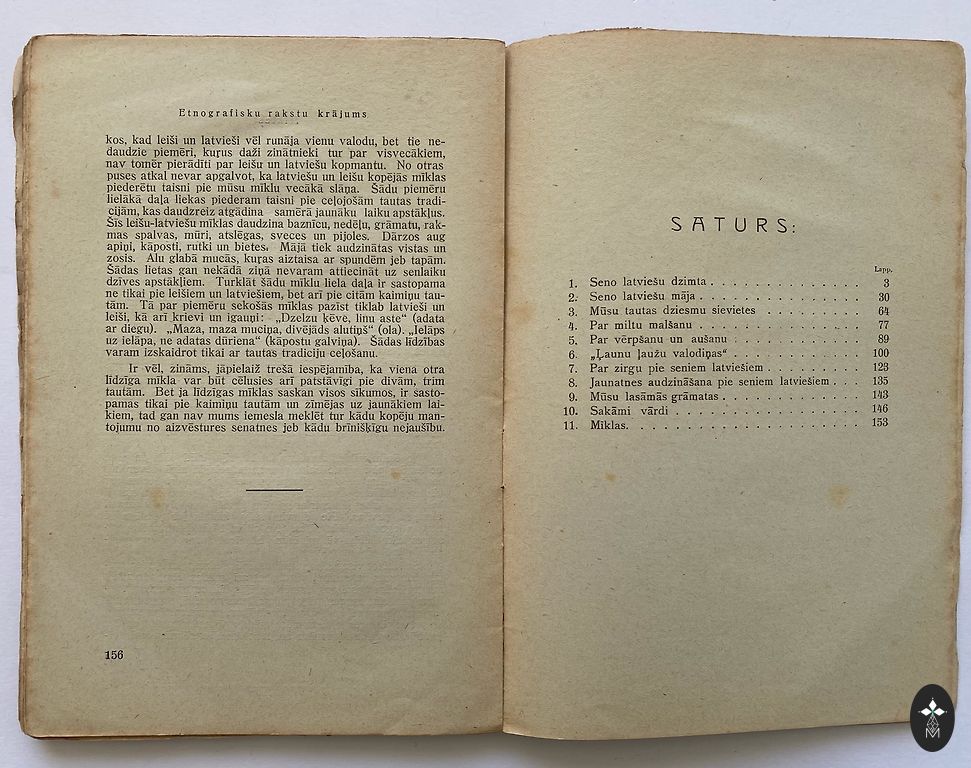 Etnografisku rakstu krājums
kos, kad leiši un latvieši vēl runāja vienu valodu, bet tie ne-
daudzie piemēri, kuŗus daži zinātnieki tur par visvecākiem,
nav tomēr pierādīti par leišu un latviešu kopmantu. No otras
puses atkal nevar apgalvot, ka latviešu un leišu kopējās mīklas
piederētu taisni pie mūsu mīklu vecākā slāņa. Šādu piemēru
lielākā daļa liekas piederam taisni pie ceļojošām tautas tradi-
cijām, kas daudzreiz atgādina samērā jaunāku laiku apstākļus.
Šīs leišu-latviešu mīklas daudzina baznīcu, nedēļu, grāmatu, rak-
mas spalvas, mūri, atslēgas, sveces un pijoles. Dārzos aug
apiņi, kāposti, rutki un bietes. Mājā tiek audzinātas vistas un
zosis. Alu glabā mucās, kuŗas aiztaisa ar spundēm jeb tapām.
Šādas lietas gan nekādā ziņā nevaram attiecināt uz senlaiku
dzīves apstākļiem. Turklāt šādu mīklu liela daļa ir sastopama
ne tikai pie leišiem un latviešiem, bet arī pie citām kaimiņu tau-
tām. Tā par piemēru sekošās mīklas pazīst tiklab latvieši un
leiši, kā arī krievi un igauņi: „Dzelzu ķēve, linu aste“ (adata
ar diegu). „Maza, maza muciņa, divējāds alutiņš“ (ola). „Ielāps
uz ielāpa, ne adatas dūriena“ (kāpostu galviņa). Šādas līdzības
varam izskaidrot tikai ar tautas tradiciju ceļošanu.
Ir vēl, zināms, jāpielaiž trešā iespējamība, ka viena otra
līdzīga mīkla var būt cēlusies arī patstāvīgi pie divām, trim
tautām. Bet ja līdzīgas mīklas saskan visos sīkumos, ir sasto-
pamas tikai pie kaimiņu tautām un zīmējas uz jaunākiem lai-
kiem, tad gan nav mums iemesla meklēt tur kādu kopēju man-
tojumu no aizvēstures senatnes jeb kādu brīnišķīgu nejaušību.
156
SATURS:
Lapp.
1. Seno latviešu dzimta . . . . . . . . . . . . . . . 3
2. Seno latviešu māja . . . . . . . . . . . . . . . . 30
3. Mūsu tautas dziesmu sievietes . . . . . . . . . . 64
4. Par miltu malšanu . . . . . . . . . . . . . . . . 77
5. Par vērpšanu un aušanu . . . . . . . . . . . . . 89
6. „Ļaunu ļaužu valodiņas“ . . . . . . . . . . . . . 100
7. Par zirgu pie seniem latviešiem . . . . . . . . . . 123
8. Jaunatnes audzināšana pie seniem latviešiem . . . 135
9. Mūsu lasāmās grāmatas . . . . . . . . . . . . . . 143
10. Sakāmi vārdi . . . . . . . . . . . . . . . . . . . 146
11. Mīklas. . . . . . . . . . . . . . . . . . . . . . 153
M